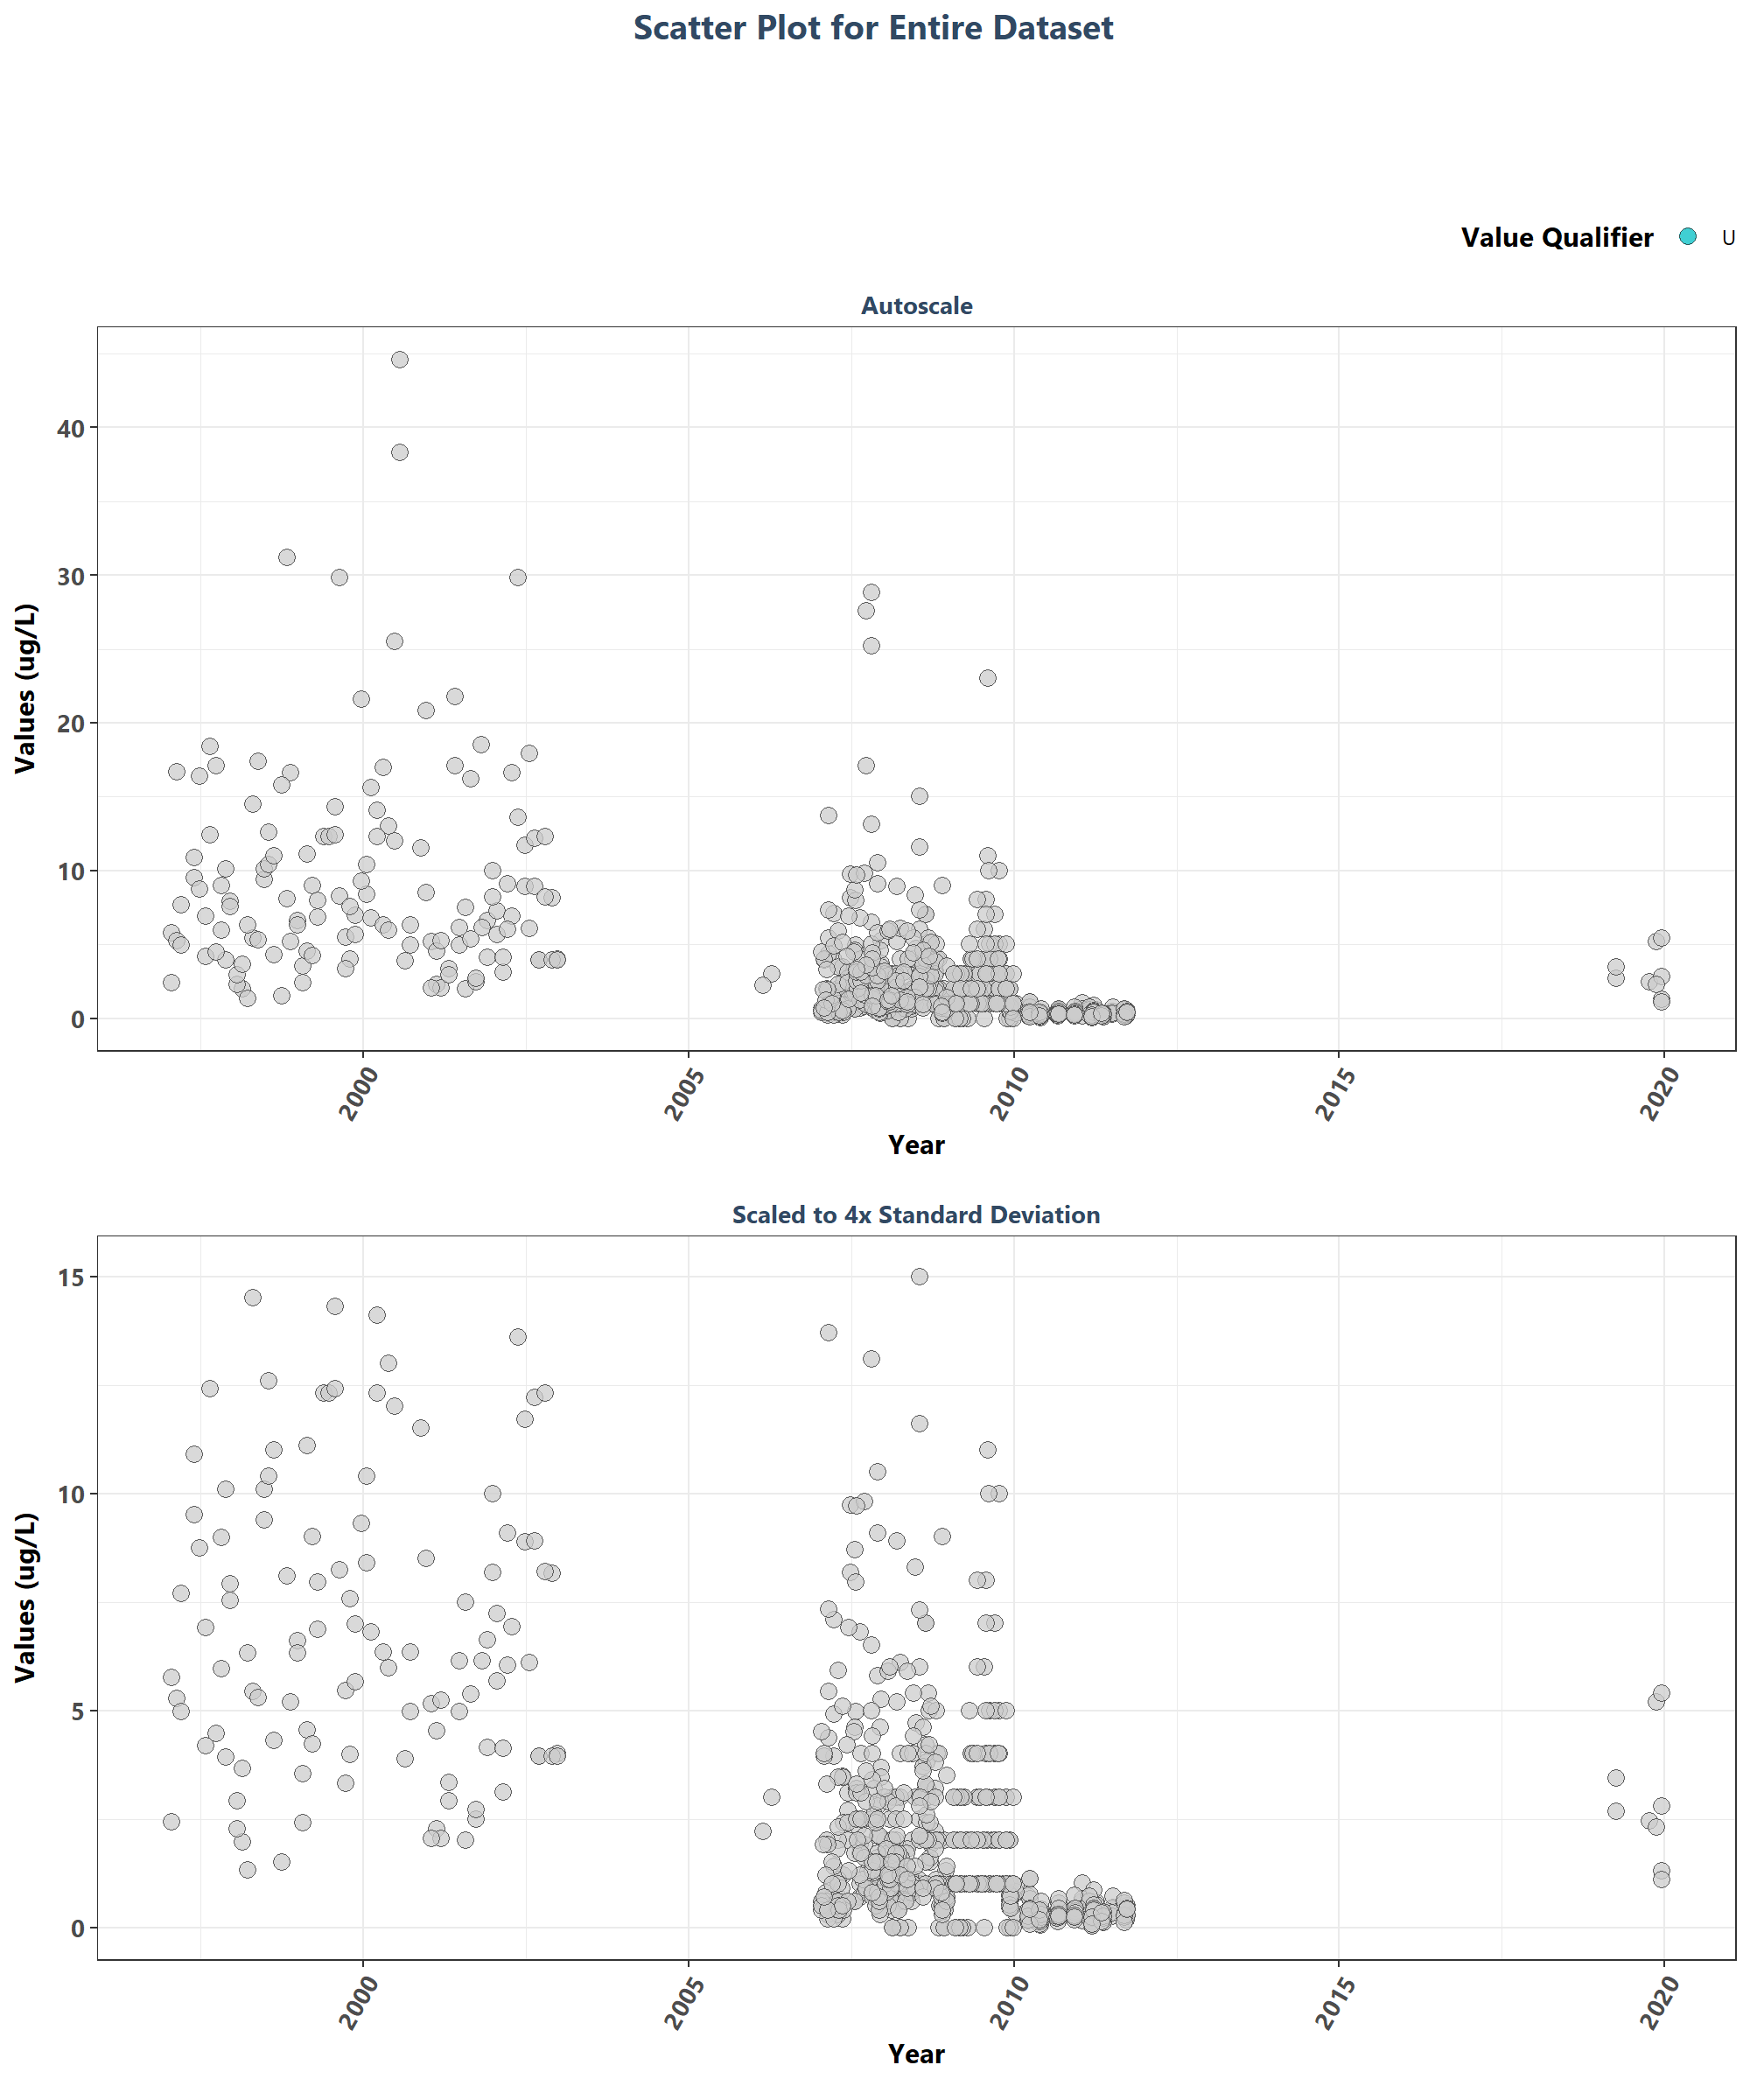 Scatter Plot for Entire Dataset
Value Qualifier U
Autoscale
Values (ug/L)
40
30
20
10
0
2000 2005 2010 2015 2020
Year
Scaled to 4x Standard Deviation
Values (ug/L)
15
10
5
0
2000 2005 2010 2015 2020
Year